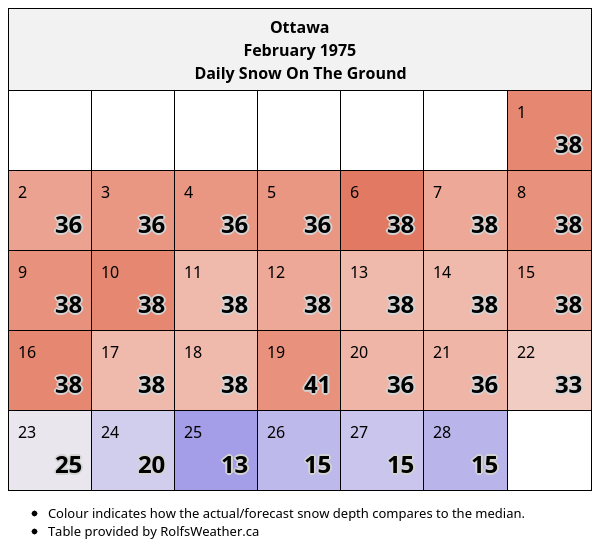 Ottawa
February 1975
Daily Snow On The Ground
1
38
2 3 4 5 6 7 8
36 36 36 36 38 38 38
9 10 11 12 13 14 15
38 38 38 38 38 38 38
16 17 18 19 20 21 22
38 38 38 41 36 36 33
23 24 25 26 27 28
25 20 13 15 15 15
• Colour indicates how the actual/forecast snow depth compares to the median.
• Table provided by RolfsWeather.ca